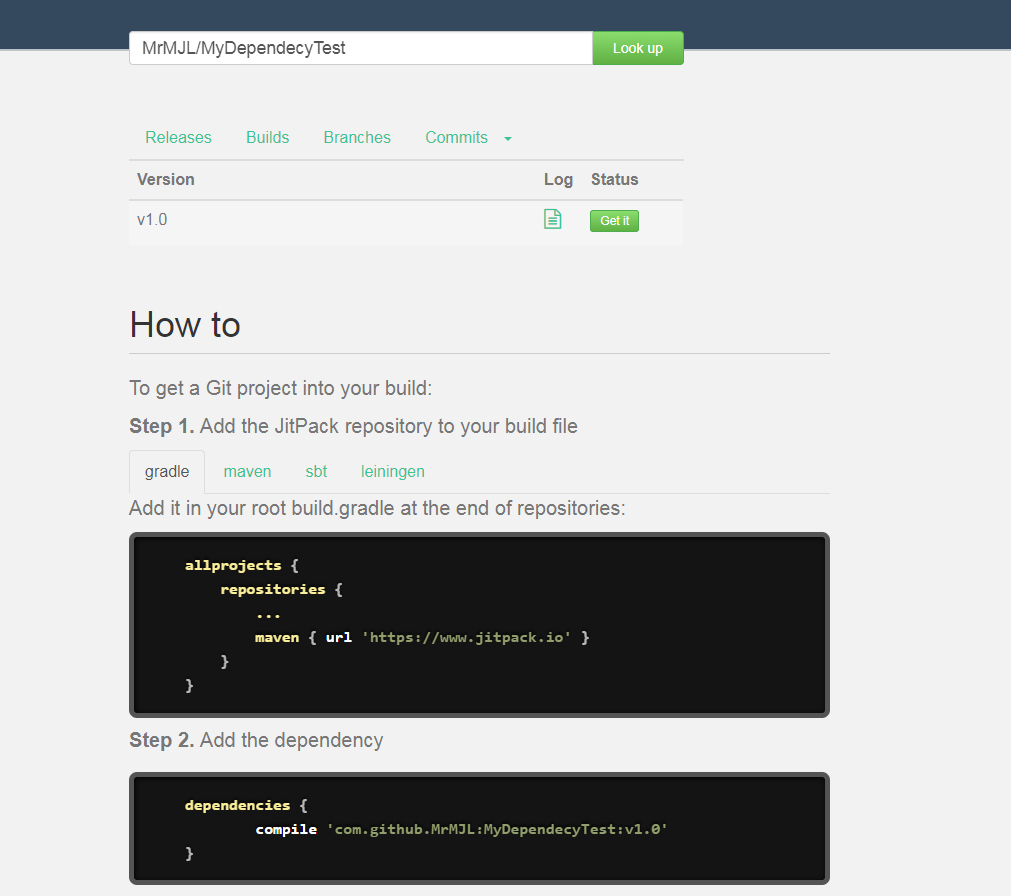 MrMJL/MyDependecyTest Look up
Releases Builds Branches Commits
Version Log Status
v1.0 Get it
How to
To get a Git project into your build:
Step 1. Add the JitPack repository to your build file
gradle maven sbt leiningen
Add it in your root build.gradle at the end of repositories:
allprojects {
repositories {
...
maven { url 'https://www.jitpack.io' }
}
}
Step 2. Add the dependency
dependencies {
compile 'com.github.MrMJL:MyDependecyTest:v1.0'
}